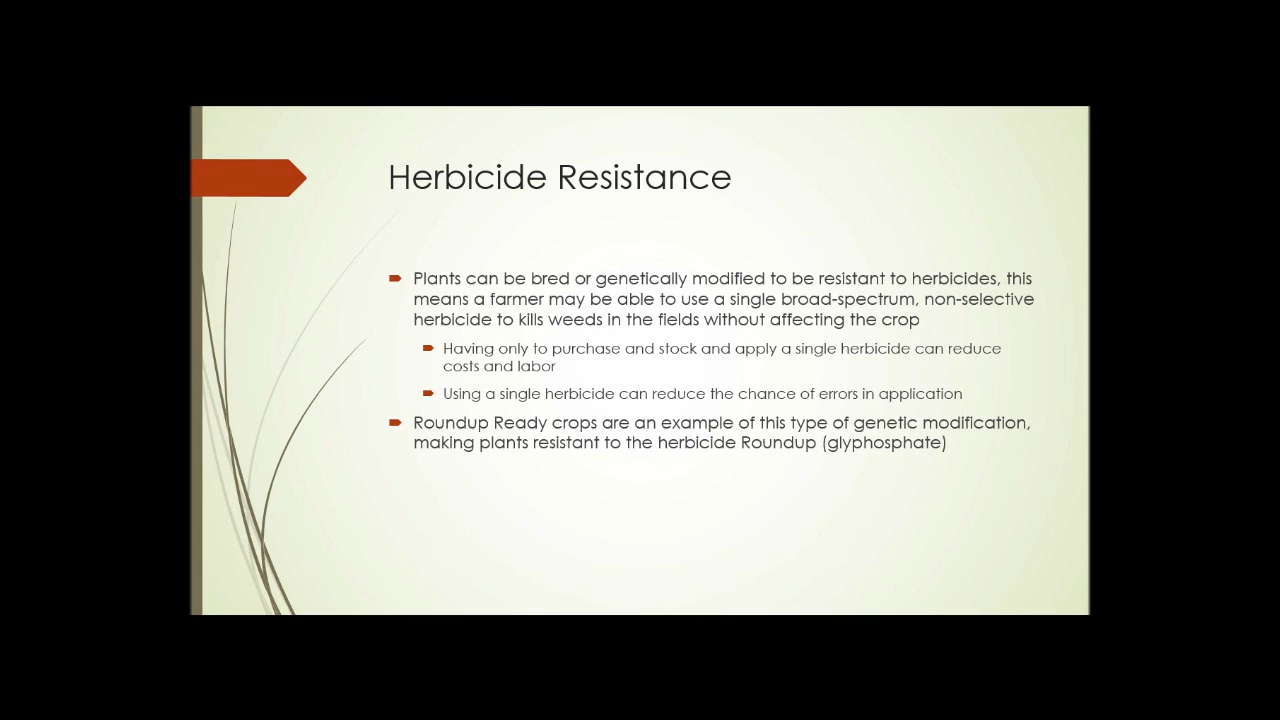 Herbicide Resistance
Plants can be bred or genetically modified to be resistant to herbicides, this
means a farmer may be able to use a single broad-spectrum, non-selective
herbicide to kills weeds in the fields without affecting the crop
Having only to purchase and stock and apply a single herbicide can reduce
costs and labor
Using a single herbicide can reduce the chance of errors in application
Roundup Ready crops are an example of this type of genetic modification,
making plants resistant to the herbicide Roundup (glyphosphate)